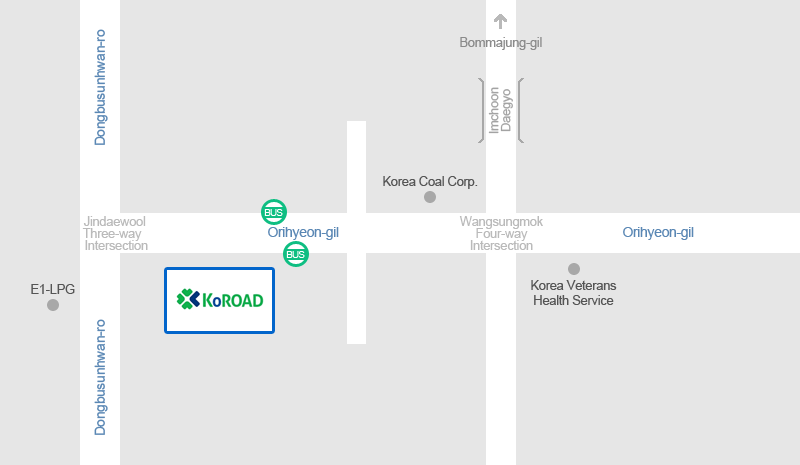 Bommajung-gil
Dongbusunhwan-ro
Imchoon
Daegyo
Korea Coal Corp.
BUS
Jindaewool
Three-way
Intersection
Orihyeon-gil
Wangsungmok
Four-way
Intersection
Orihyeon-gil
BUS
E1-LPG
KoROAD
Korea Veterans
Health Service
Dongbusunhwan-ro